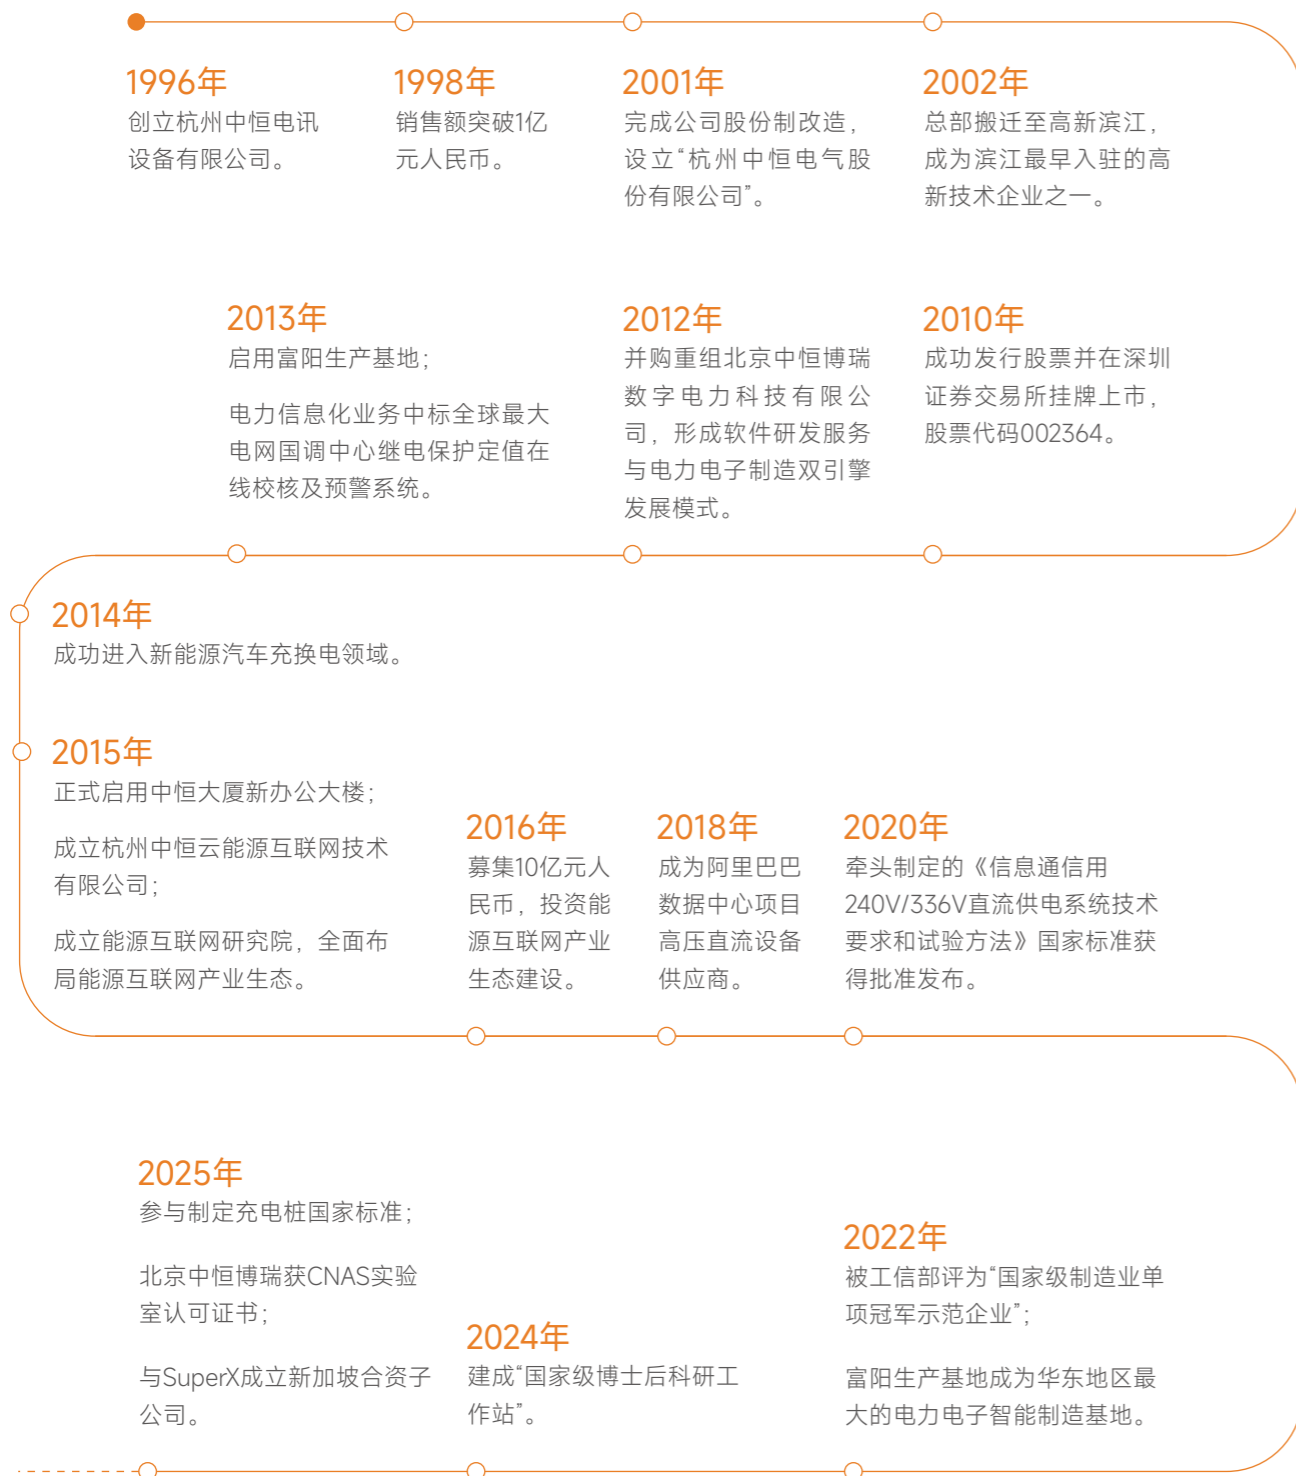 1996年
创立杭州中恒电讯
设备有限公司。
1998年
销售额突破1亿
元人民币。
2001年
完成公司股份制改造，
设立“杭州中恒电气股
份有限公司”。
2002年
总部搬迁至高新滨江，
成为滨江最早入驻的高
新技术企业之一。
2010年
成功发行股票并在深圳
证券交易所挂牌上市，
股票代码002364。
2012年
并购重组北京中恒博瑞
数字电力科技有限公
司，形成软件研发服务
与电力电子制造双引擎
发展模式。
2013年
启用富阳生产基地；
电力信息化业务中标全球最大
电网国调中心继电保护定值在
线校核及预警系统。
2014年
成功进入新能源汽车充换电领域。
2015年
正式启用中恒大厦新办公大楼；
成立杭州中恒云能源互联网技术
有限公司；
成立能源互联网研究院，全面布
局能源互联网产业生态。
2016年
募集10亿元人
民币，投资能
源互联网产业
生态建设。
2018年
成为阿里巴巴
数据中心项目
高压直流设备
供应商。
2020年
牵头制定的《信息通信用
240V/336V直流供电系统技术
要求和试验方法》国家标准获
得批准发布。
2022年
被工信部评为“国家级制造业单
项冠军示范企业”；
富阳生产基地成为华东地区最
大的电力电子智能制造基地。
2024年
建成“国家级博士后科研工
作站”。
2025年
参与制定充电桩国家标准；
北京中恒博瑞获CNAS实验
室认可证书；
与SuperX成立新加坡合资子
公司。